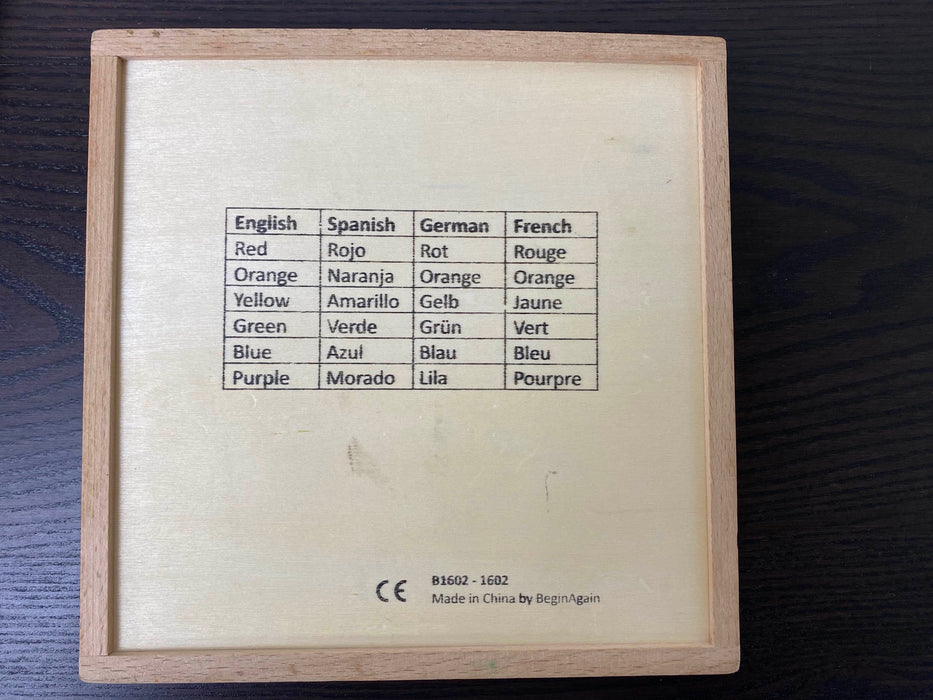 English Spanish German French
Red Rojo Rot Rouge
Orange Naranja Orange Orange
Yellow Amarillo Gelb Jaune
Green Verde Grün Vert
Blue Azul Blau Bleu
Purple Morado Lila Pourpre
CE B1602 - 1602
Made in China by BeginAgain